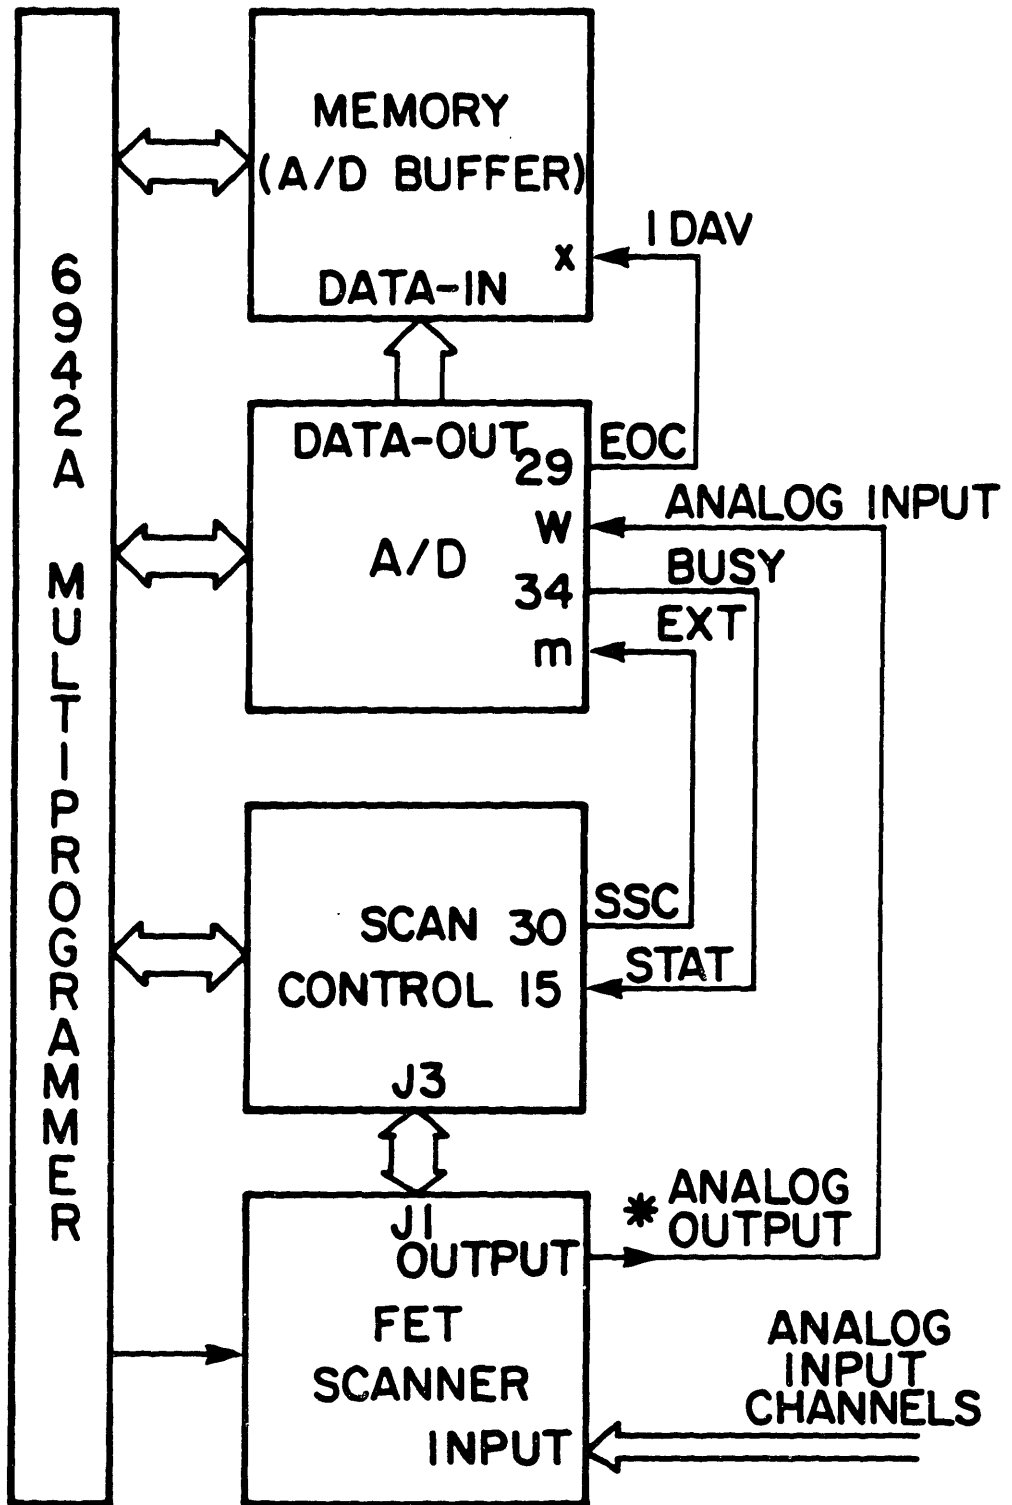 6942A MULTIPROGRAMMER
MEMORY
(A/D BUFFER)
I DAV
x
DATA-IN
DATA-OUT
29
EOC
ANALOG INPUT
W
A/D
BUSY
34
EXT
m
SSC
SCAN 30
STAT
CONTROL 15
J3
J1
* ANALOG
OUTPUT
OUTPUT
FET
SCANNER
INPUT
ANALOG
INPUT
CHANNELS